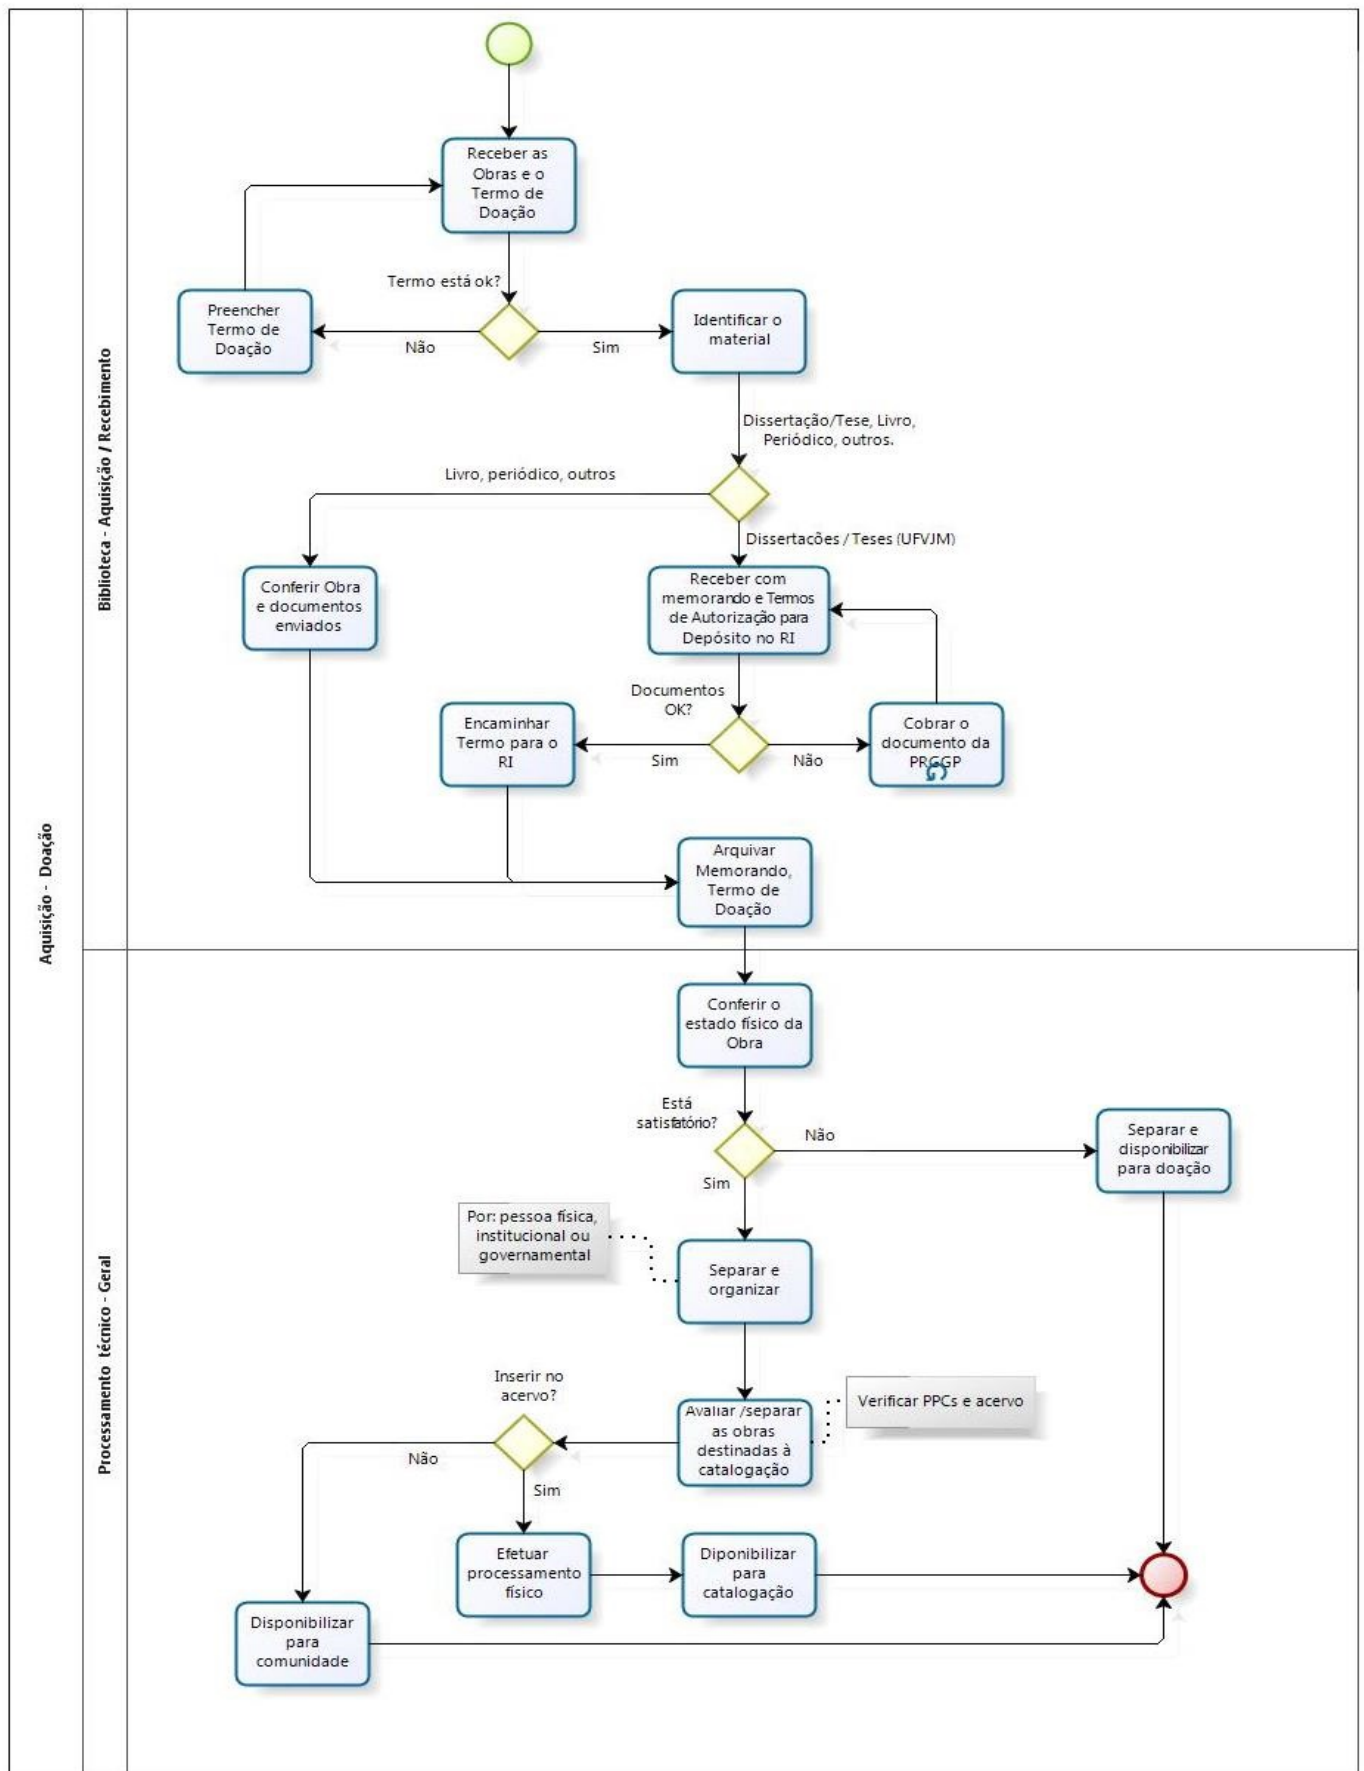 Receber as
Obras e o
Termo de
Doação
Termo está ok?
Preencher
Termo de
Doação
Não
Sim
Identificar o
material
Dissertação/Tese, Livro,
Periódico, outros.
Livro, periódico, outros
Dissertacões / Teses (UFVJM)
Conferir Obra
e documentos
enviados
Receber com
memorando e Termos
de Autorização para
Depósito no RI
Documentos
OK?
Encaminhar
Termo para o
RI
Sim
Não
Cobrar o
documento da
PRGGP
Arquivar
Memorando,
Termo de
Doação
Biblioteca - Aquisição / Recebimento
Aquisição - Doação
Conferir o
estado físico da
Obra
Está
satisfatório?
Não
Sim
Separar e
disponibilizar
para doação
Por: pessoa física,
institucional ou
governamental
Separar e
organizar
Inserir no
acervo?
Avaliar /separar
as obras
destinadas à
catalogação
Verificar PPCs e acervo
Não
Sim
Efetuar
processamento
físico
Diponibilizar
para
catalogação
Disponibilizar
para
comunidade
Processamento técnico - Geral